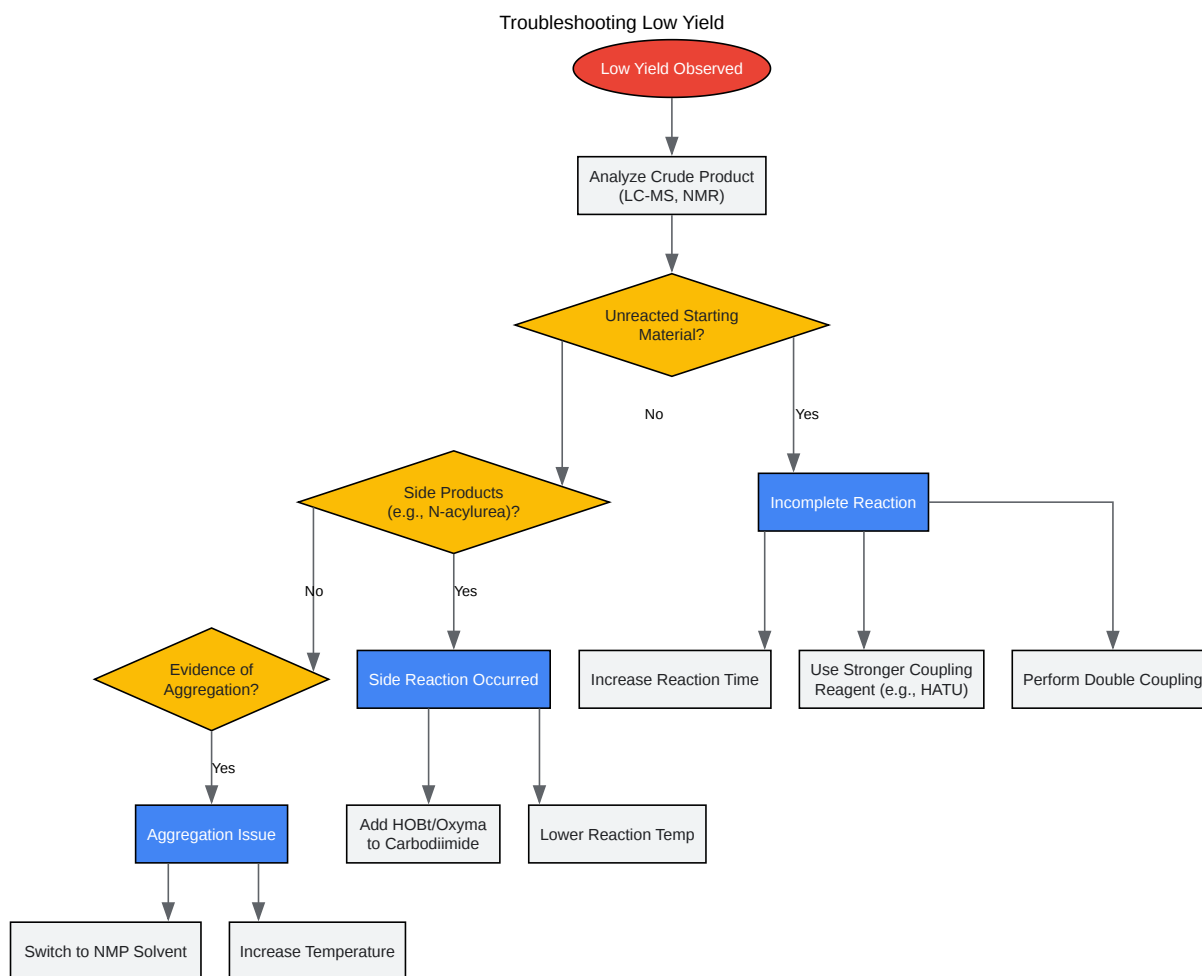 Troubleshooting Low Yield
Low Yield Observed
Analyze Crude Product
(LC-MS, NMR)
Unreacted Starting
Material?
No
Yes
Side Products
(e.g., N-acylurea)?
Incomplete Reaction
No
Yes
Evidence of
Aggregation?
Side Reaction Occurred
Increase Reaction Time
Use Stronger Coupling
Reagent (e.g., HATU)
Perform Double Coupling
Yes
Aggregation Issue
Add HOBt/Oxyma
to Carbodiimide
Lower Reaction Temp
Switch to NMP Solvent
Increase Temperature